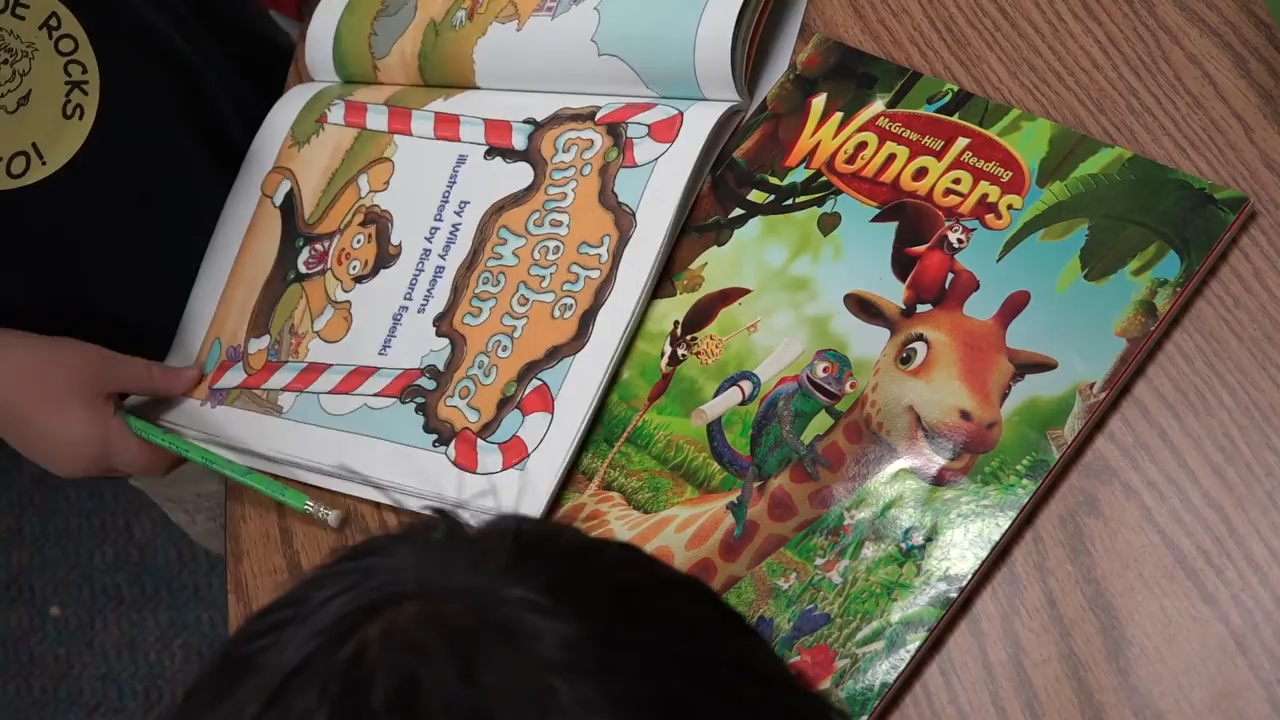 The
Gingerbread
Man
by Wiley Blevins
illustrated by Richard Egielski
McGraw-Hill Reading
Wonders
ROCKS
O!